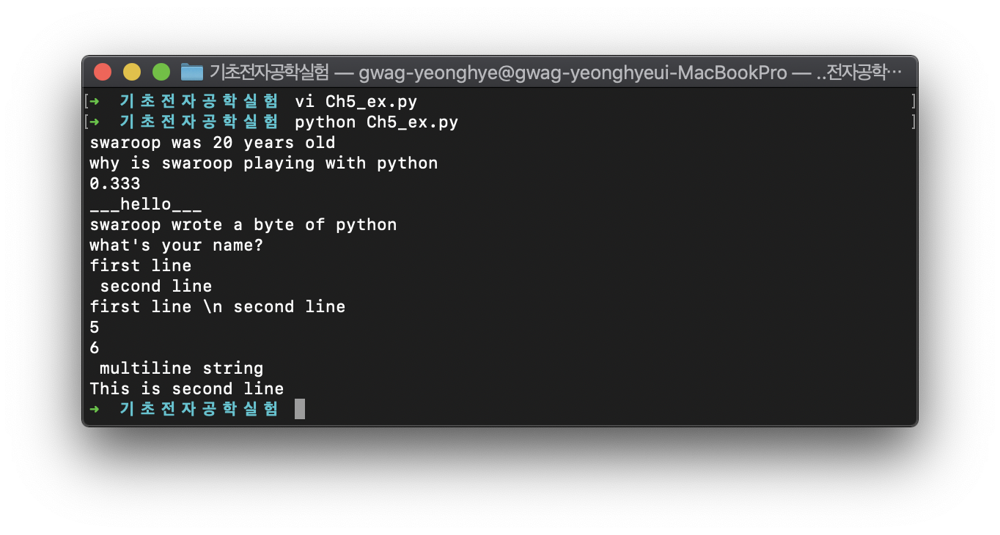 기초전자공학실험 — gwag-yeonghye@gwag-yeonghyeui-MacBookPro — ..전자공학···
[➜ 기초전자공학실험 vi Ch5_ex.py ]
[➜ 기초전자공학실험 python Ch5_ex.py ]
swaroop was 20 years old
why is swaroop playing with python
0.333
___hello___
swaroop wrote a byte of python
what's your name?
first line
 second line
first line \n second line
5
6
 multiline string
This is second line
➜ 기초전자공학실험